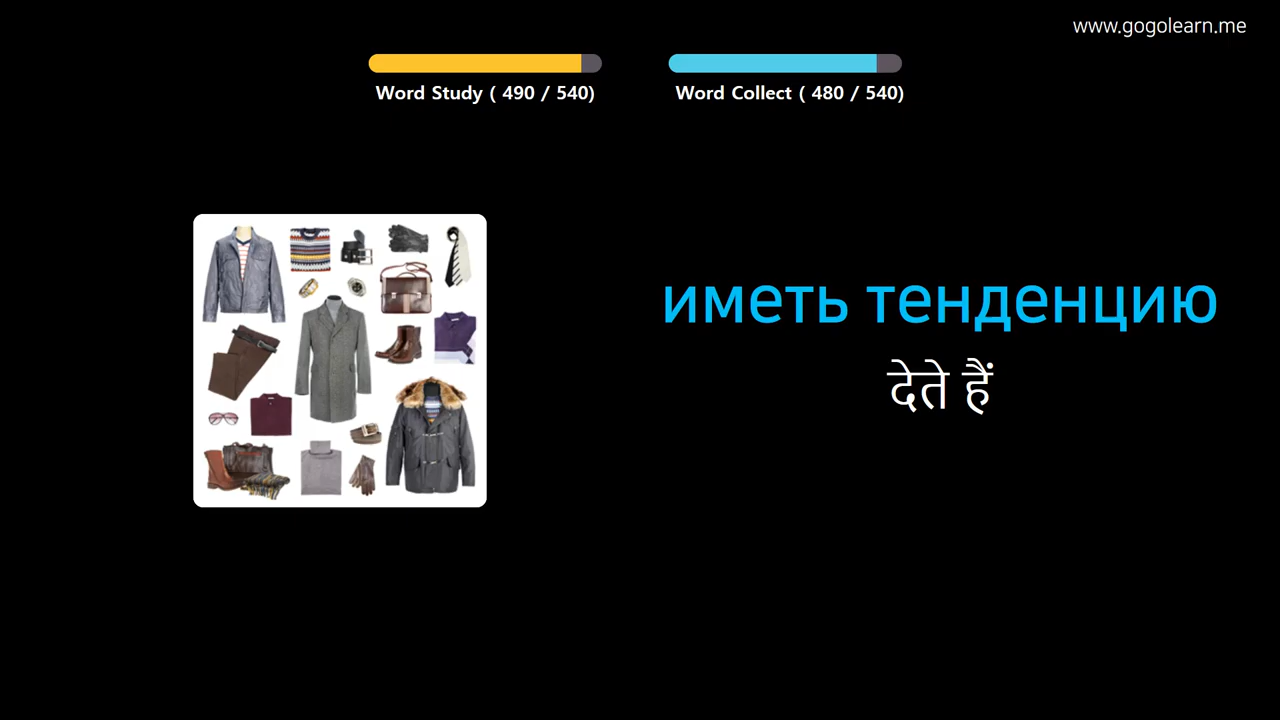 www.gogolearn.me
Word Study ( 490 / 540)
Word Collect ( 480 / 540)
иметь тенденцию
देते हैं